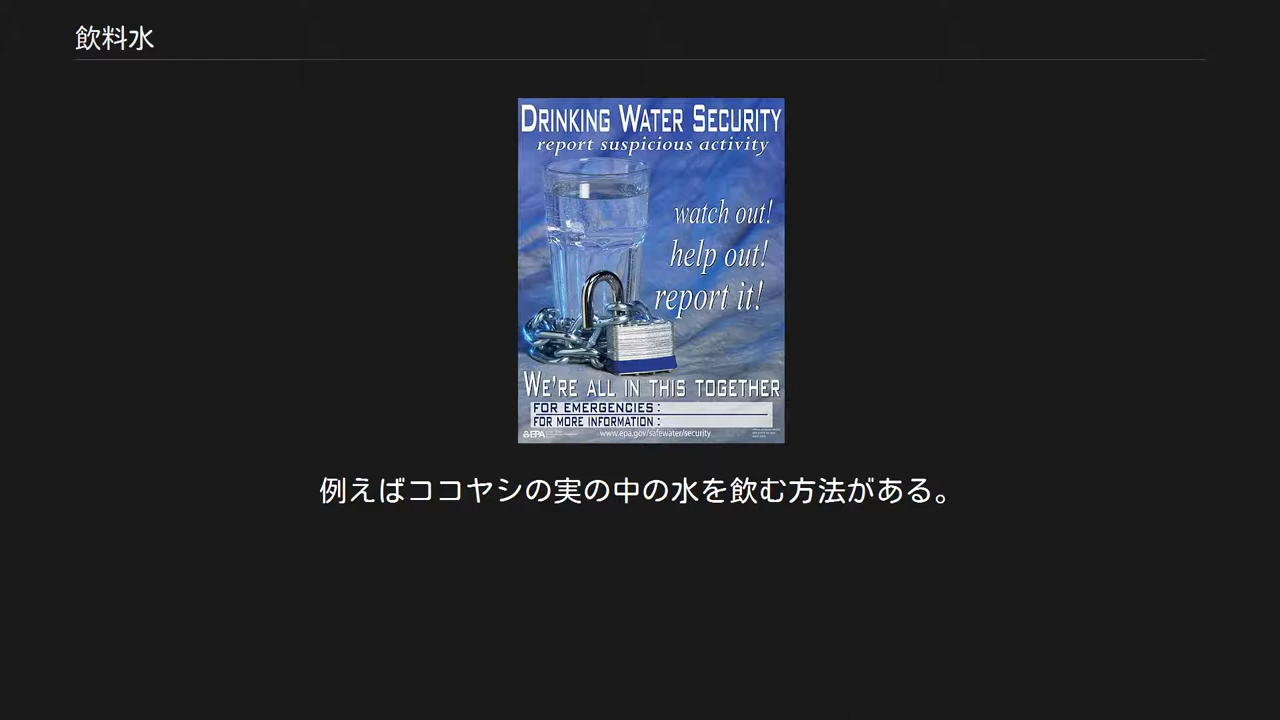 飲料水
DRINKING WATER SECURITY
report suspicious activity
watch out!
help out!
report it!
WE'RE ALL IN THIS TOGETHER
FOR EMERGENCIES:
FOR MORE INFORMATION:
EPA
www.epa.gov/safewater/security
例えばココヤシの実の中の水を飲む方法がある。